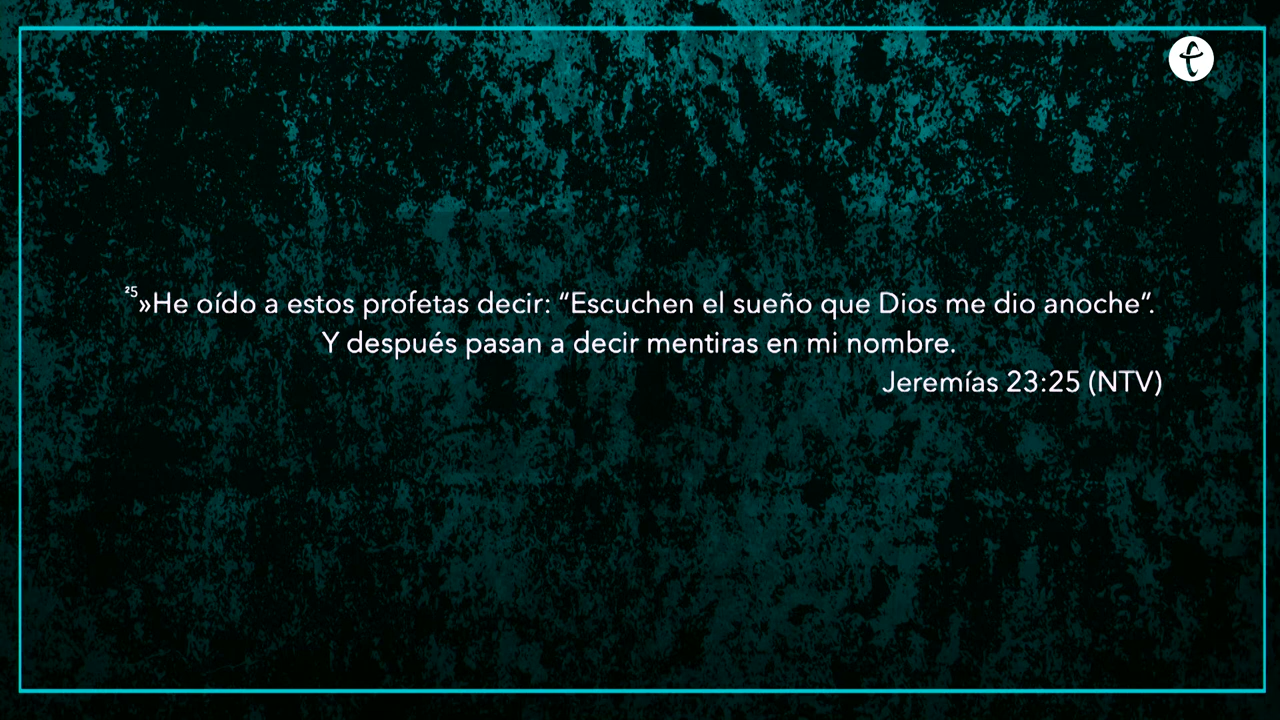 ²⁵»He oído a estos profetas decir: “Escuchen el sueño que Dios me dio anoche”.
Y después pasan a decir mentiras en mi nombre.
Jeremías 23:25 (NTV)